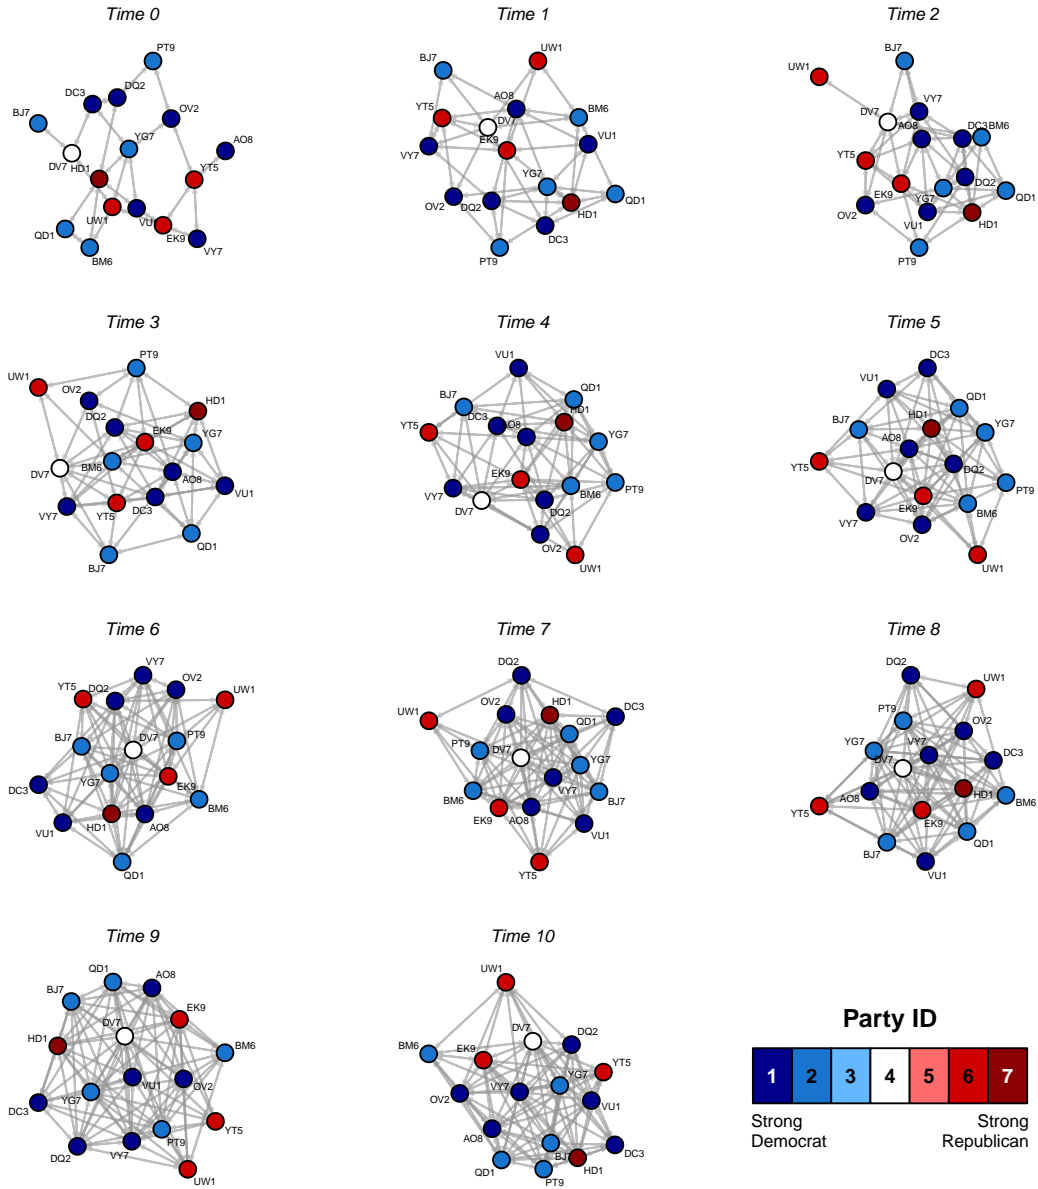 Time 0
PT9
DC3
DQ2
BJ7
OV2
YG7
AO8
DV7
HD1
YT5
UW1
VU1
QD1
EK9
BM6
VY7
Time 1
UW1
BJ7
AO8
YT5
DV7
BM6
EK9
VU1
VY7
YG7
OV2
DQ2
QD1
HD1
DC3
PT9
Time 2
BJ7
UW1
VY7
DV7
AO8
DC3
BM6
YT5
DQ2
EK9
YG7
QD1
OV2
VU1
HD1
PT9
Time 3
PT9
UW1
OV2
HD1
DQ2
EK9
YG7
BM6
DV7
AO8
VU1
VY7
YT5
DC3
QD1
BJ7
Time 4
VU1
QD1
BJ7
DC3
HD1
AO8
YT5
YG7
EK9
VY7
BM6
PT9
DV7
DQ2
OV2
UW1
Time 5
DC3
VU1
QD1
BJ7
HD1
YG7
AO8
YT5
DQ2
DV7
PT9
EK9
BM6
VY7
OV2
UW1
Time 6
VY7
OV2
YT5
DQ2
UW1
BJ7
DV7
PT9
YG7
EK9
DC3
BM6
VU1
HD1
AO8
QD1
Time 7
DQ2
OV2
HD1
DC3
UW1
QD1
PT9
DV7
YG7
VY7
BM6
BJ7
EK9
AO8
VU1
YT5
Time 8
DQ2
UW1
PT9
OV2
YG7
VY7
DV7
DC3
AO8
HD1
BM6
YT5
EK9
QD1
BJ7
VU1
Time 9
QD1
AO8
BJ7
EK9
DV7
HD1
BM6
VU1
OV2
YG7
DC3
YT5
PT9
VY7
DQ2
UW1
Time 10
UW1
DV7
DQ2
BM6
EK9
YT5
YG7
VY7
OV2
VU1
AO8
BJ7
DC3
QD1
HD1
PT9
Party ID
1 2 3 4 5 6 7
Strong Strong
Democrat Republican